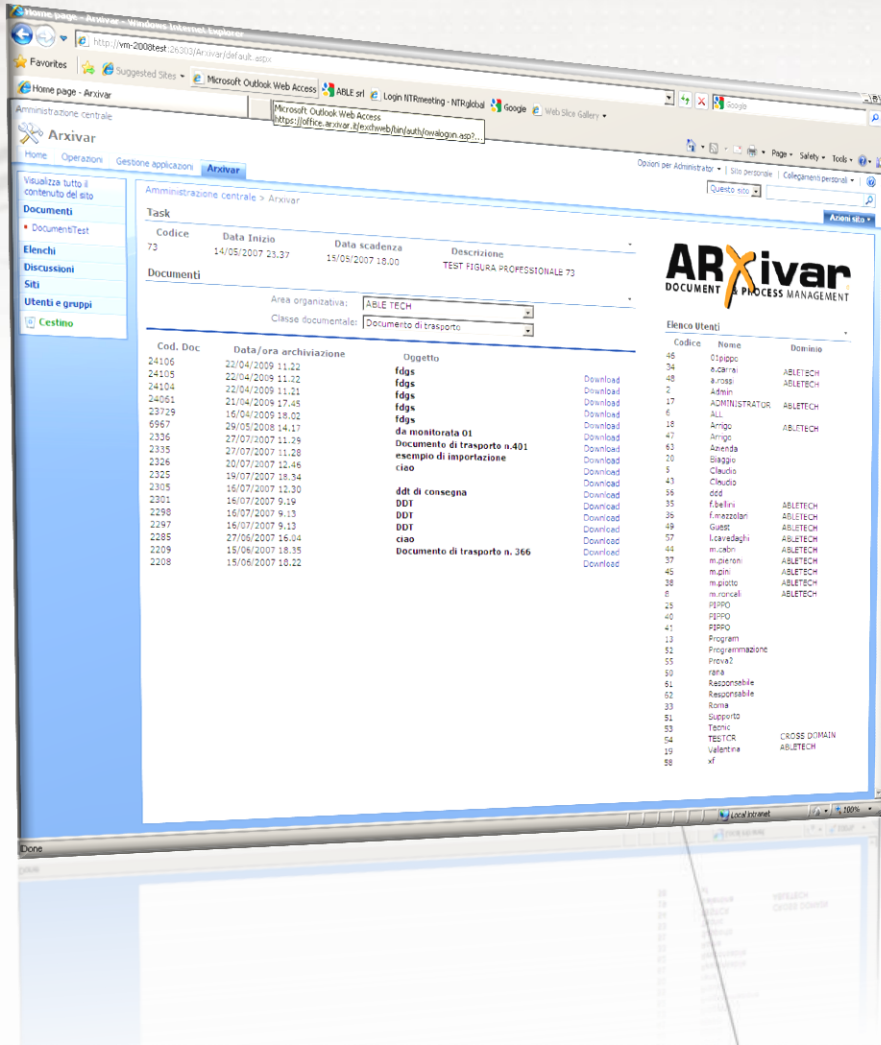 Home page - Arxivar - Windows Internet Explorer
http://vm-2008test:26303/Arxivar/default.aspx
Favorites Suggested Sites Microsoft Outlook Web Access ABLE srl Login NTRmeeting - NTRglobal Google Web Slice Gallery
Home page - Arxivar
Microsoft Outlook Web Access
https://office.arxivar.it/exchweb/bin/auth/owalogon.asp?...
Google
Page Safety Tools
Amministrazione centrale
Arxivar
Opzioni per Administrator Sito personale Collegamenti personali
Home Operazioni Gestione applicazioni Arxivar
Questo sito
Azioni sito
Visualizza tutto il
contenuto del sito
Documenti
DocumentiTest
Elenchi
Discussioni
Siti
Utenti e gruppi
Cestino
Amministrazione centrale > Arxivar
Task
Codice Data Inizio Data scadenza Descrizione
73 14/05/2007 23.37 15/05/2007 18.00 TEST FIGURA PROFESSIONALE 73
Documenti
Area organizativa: ABLE TECH
Classe documentale: Documento di trasporto
Cod. Doc Data/ora archiviazione Oggetto
24106 22/04/2009 11.22 fdgs Download
24105 22/04/2009 11.22 fdgs Download
24104 22/04/2009 11.21 fdgs Download
24061 21/04/2009 17.45 fdgs Download
23729 16/04/2009 18.02 fdgs Download
6967 29/05/2008 14.17 da monitorata 01 Download
2336 27/07/2007 11.29 Documento di trasporto n.401 Download
2335 27/07/2007 11.28 esempio di importazione Download
2326 20/07/2007 12.46 ciao Download
2325 19/07/2007 18.34 Download
2305 16/07/2007 12.30 ddt di consegna Download
2301 16/07/2007 9.19 DDT Download
2298 16/07/2007 9.13 DDT Download
2297 16/07/2007 9.13 DDT Download
2285 27/06/2007 16.04 ciao Download
2209 15/06/2007 18.35 Documento di trasporto n. 366 Download
2208 15/06/2007 18.22 Download
ARXivar
DOCUMENT & PROCESS MANAGEMENT
Elenco Utenti
Codice Nome Dominio
46 01pippo
34 a.carrai ABLETECH
48 a.rossi ABLETECH
2 Admin
17 ADMINISTRATOR ABLETECH
6 ALL
18 Arrigo ABLETECH
47 Arrigo
63 Azienda
20 Biaggio
5 Claudio
43 Claudio
56 ddd
35 f.bellini ABLETECH
36 f.mazzolari ABLETECH
49 Guest ABLETECH
57 l.cavedaghi ABLETECH
44 m.cabri ABLETECH
37 m.pieroni ABLETECH
45 m.pini ABLETECH
38 m.piotto ABLETECH
8 m.roncali ABLETECH
25 PIPPO
40 PIPPO
41 PIPPO
13 Program
52 Programmazione
55 Prova2
50 rana
61 Responsabile
62 Responsabile
33 Roma
51 Supporto
53 Tecnic
54 TESTCR CROSS DOMAIN
19 Valentina ABLETECH
58 xf
Done
Local intranet
100%